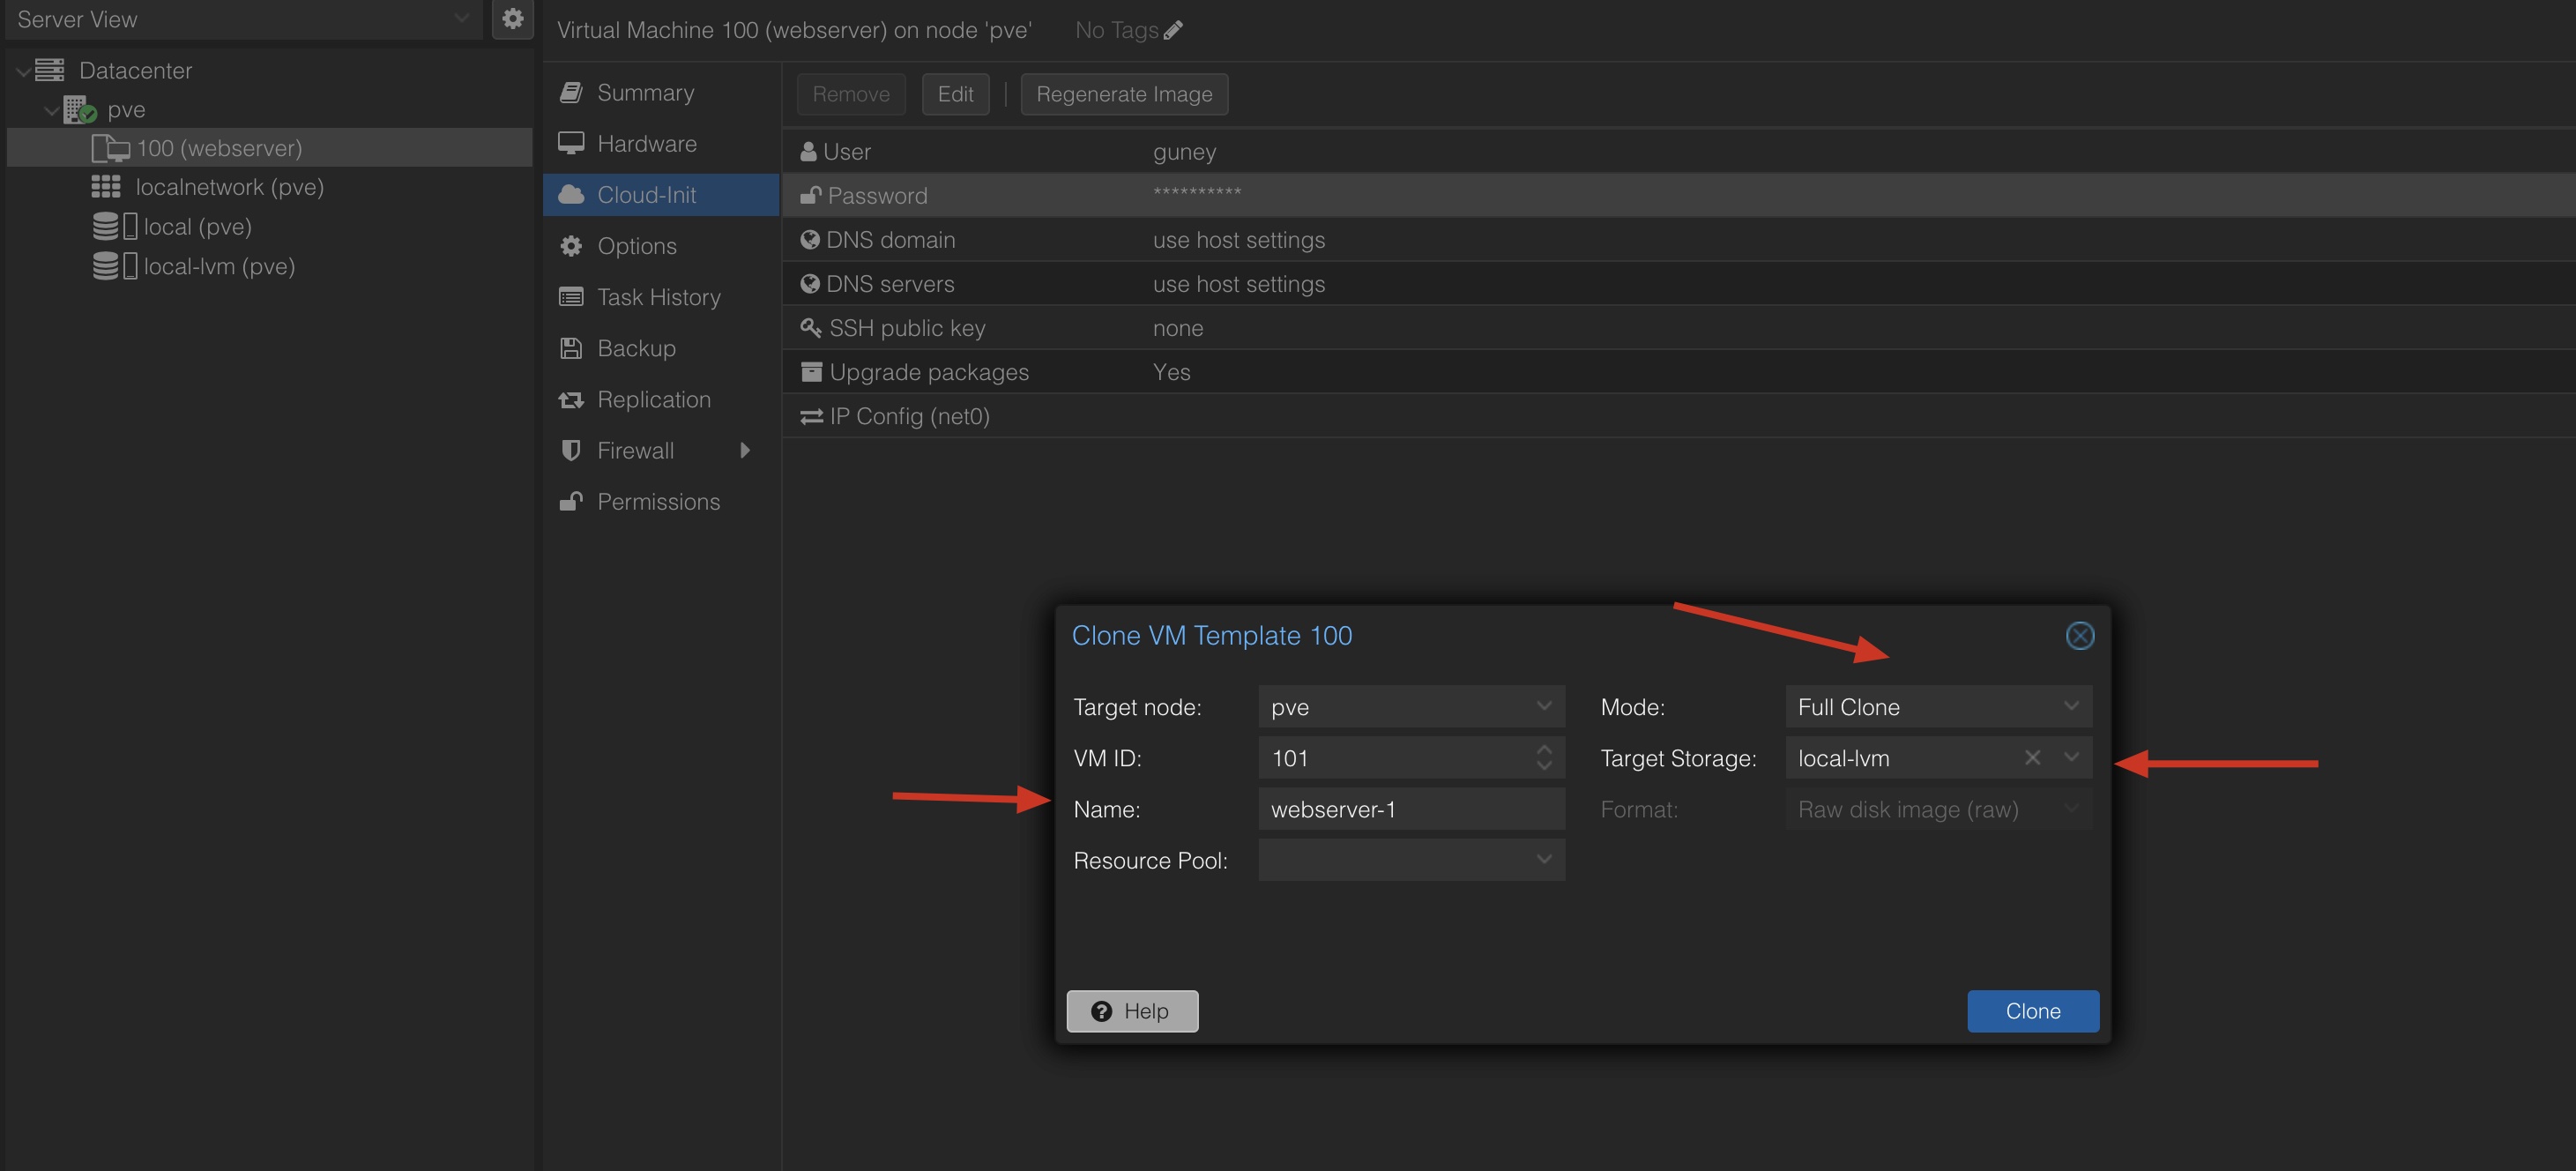 Server View
Datacenter
pve
100 (webserver)
localnetwork (pve)
local (pve)
local-lvm (pve)
Virtual Machine 100 (webserver) on node 'pve' No Tags
Summary
Hardware
Cloud-Init
Options
Task History
Backup
Replication
Firewall
Permissions
Remove Edit Regenerate Image
User guney
Password **********
DNS domain use host settings
DNS servers use host settings
SSH public key none
Upgrade packages Yes
IP Config (net0)
Clone VM Template 100
Target node: pve
VM ID: 101
Name: webserver-1
Resource Pool:
Mode: Full Clone
Target Storage: local-lvm
Format: Raw disk image (raw)
Help
Clone